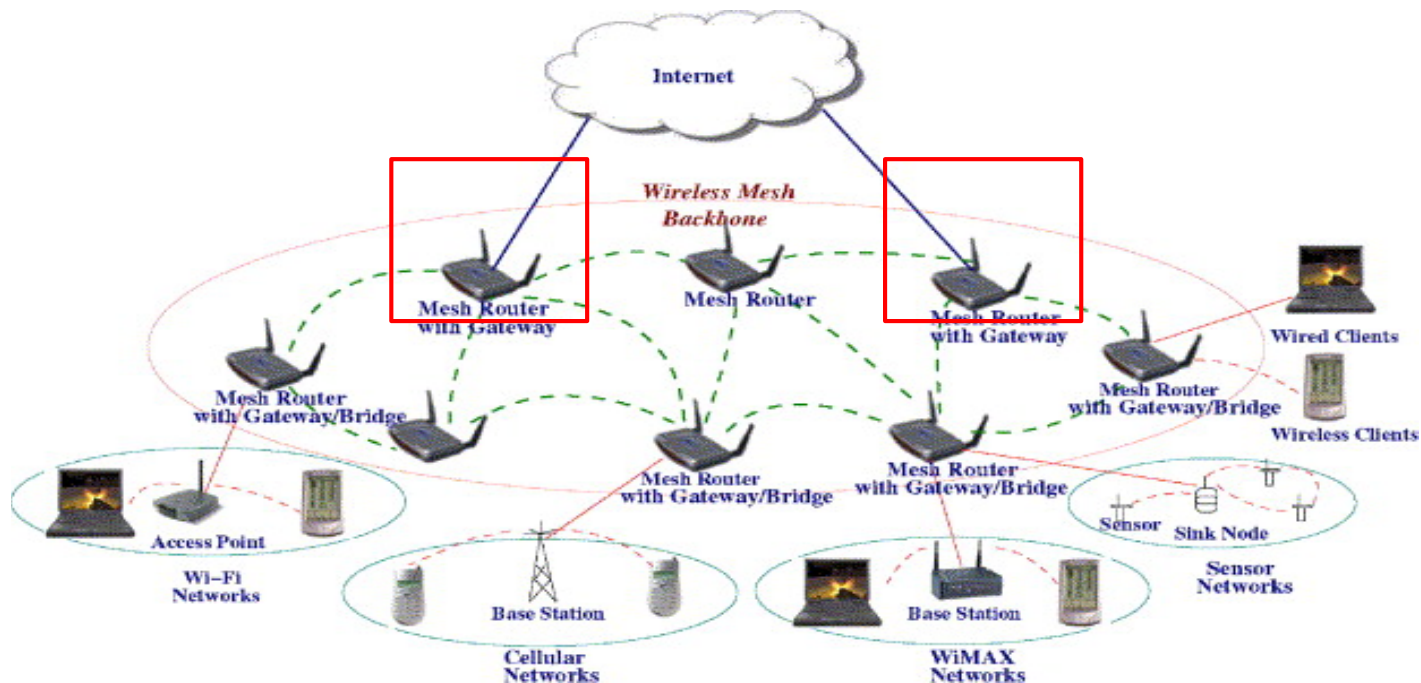 Internet
Wireless Mesh
Backhone
Mesh Router
with Gateway
Mesh Router
Mesh Router
with Gateway
Wired Clients
Mesh Router
with Gateway/Bridge
Wireless Clients
Mesh Router
with Gateway/Bridge
Mesh Router
with Gateway/Bridge
Mesh Router
with Gateway/Bridge
Access Point
Wi-Fi
Networks
Base Station
Cellular
Networks
Base Station
WiMAX
Networks
Sensor
Sink Node
Sensor
Networks